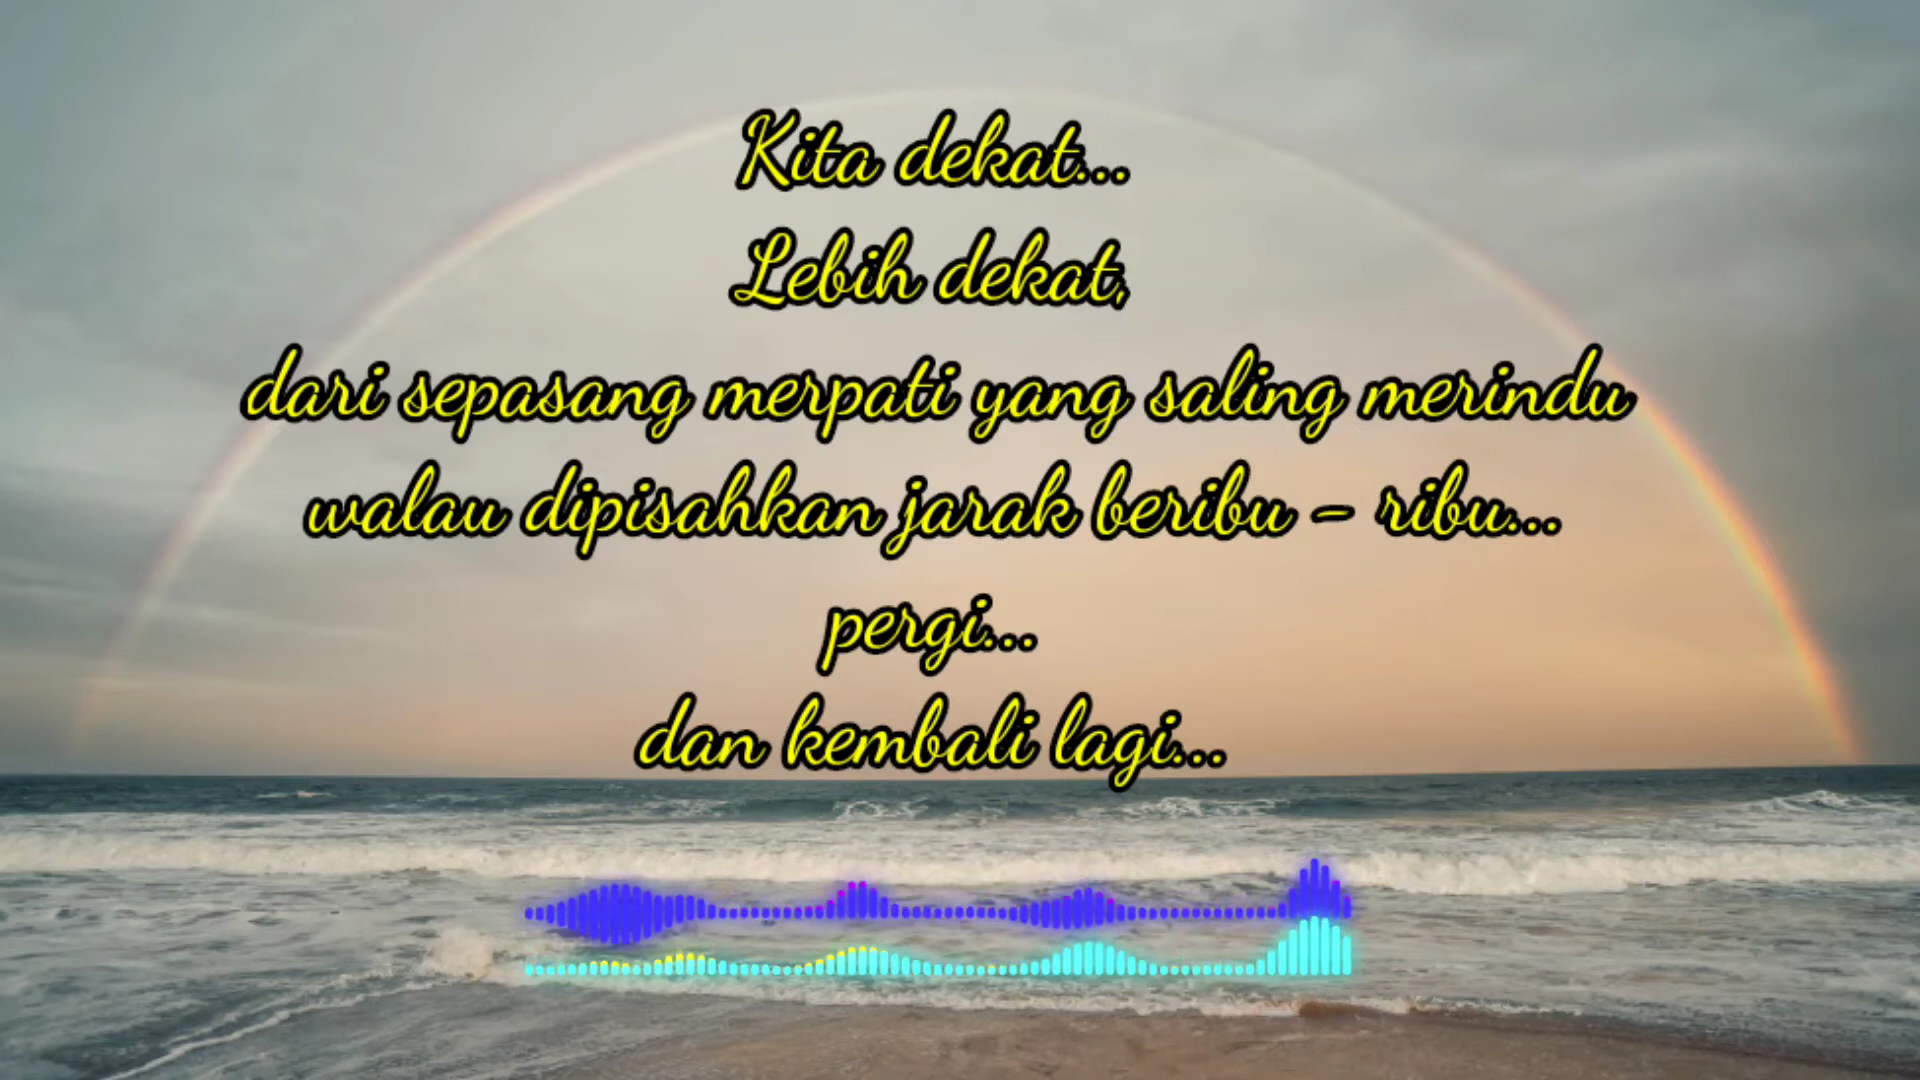 Kita dekat...
Lebih dekat,
dari sepasang merpati yang saling merindu
walau dipisahkan jarak beribu - ribu...
pergi...
dan kembali lagi...